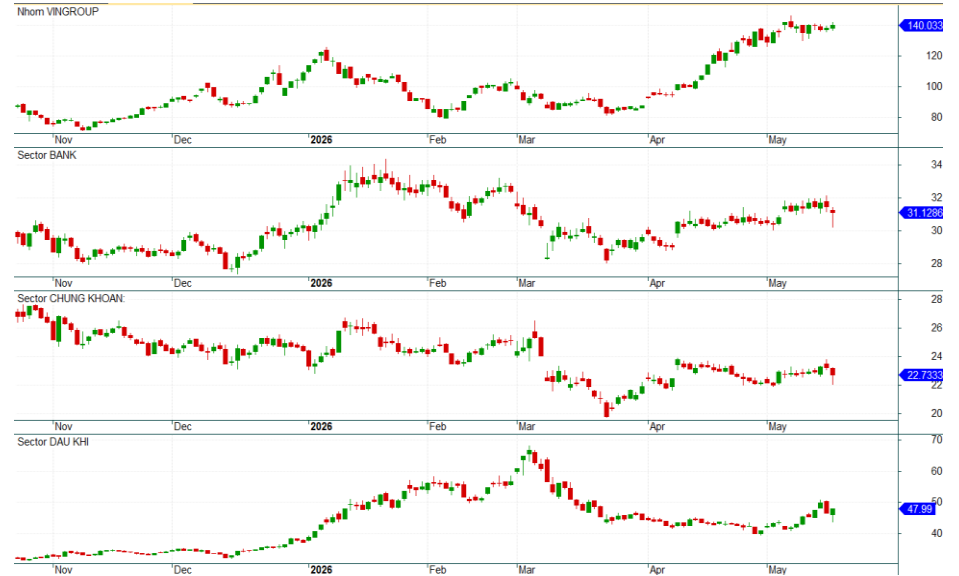 Nhom VINGROUP
140.033
120
100
80
Nov Dec 2026 Feb Mar Apr May
Sector BANK
34
32
31.1286
30
28
Nov Dec 2026 Feb Mar Apr May
Sector CHUNG KHOAN:
28
26
24
22.7333
22
20
Nov Dec 2026 Feb Mar Apr May
Sector DAU KHI
70
60
50
47.99
40
Nov Dec 2026 Feb Mar Apr May